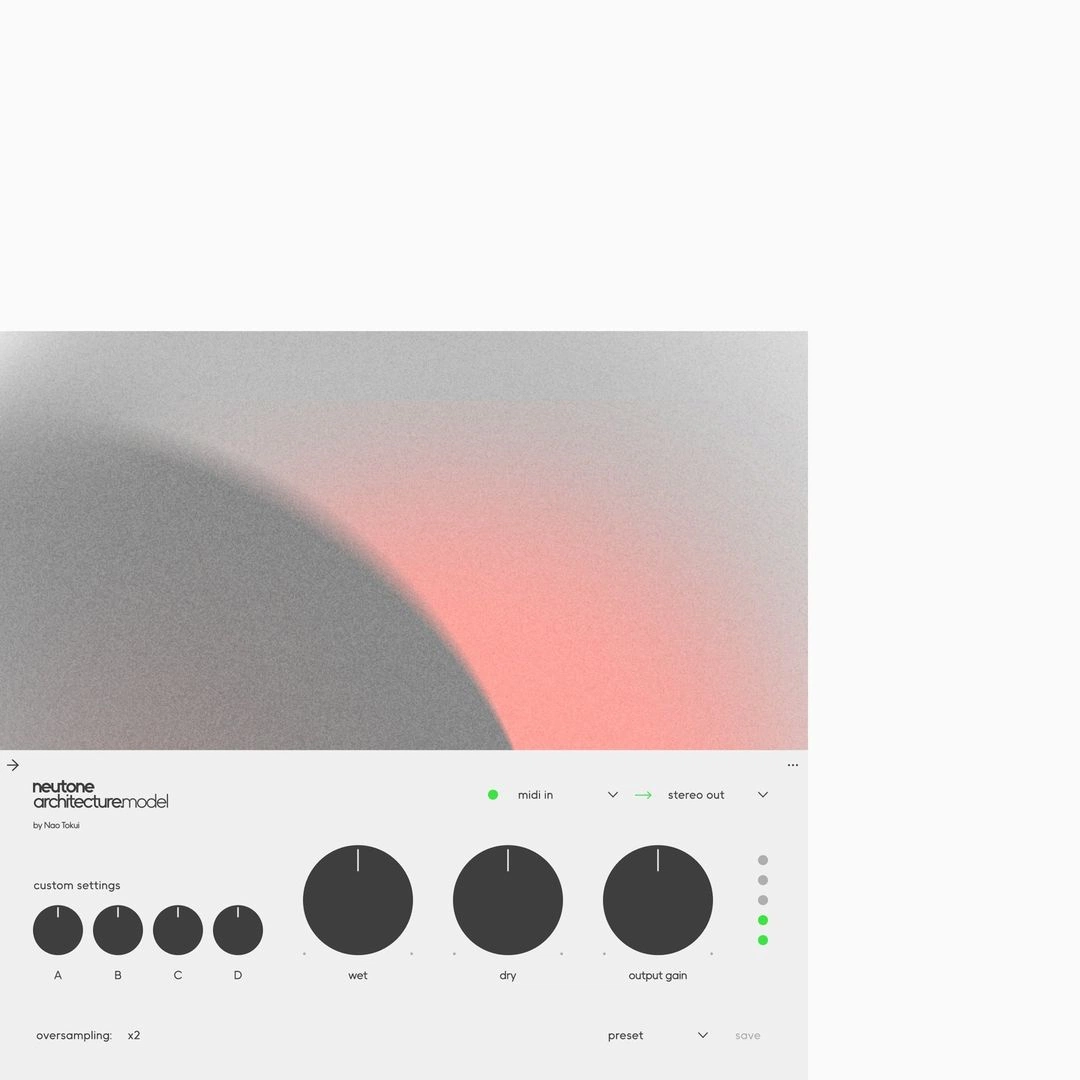 neutone
architecture.model
by Nao Tokui
midi in
stereo out
custom settings
A
B
C
D
wet
dry
output gain
oversampling: x2
preset
save